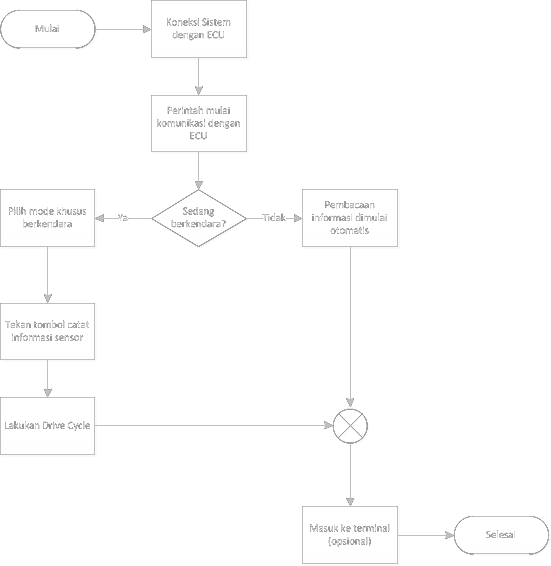 Mulai
Koneksi Sistem
dengan ECU
Perintah mulai
komunikasi dengan
ECU
Pilih mode khusus
berkendara
Ya
Sedang
berkendara?
Tidak
Pembacaan
informasi dimulai
otomatis
Tekan tombol catat
informasi sensor
Lakukan Drive Cycle
Masuk ke terminal
(opsional)
Selesai